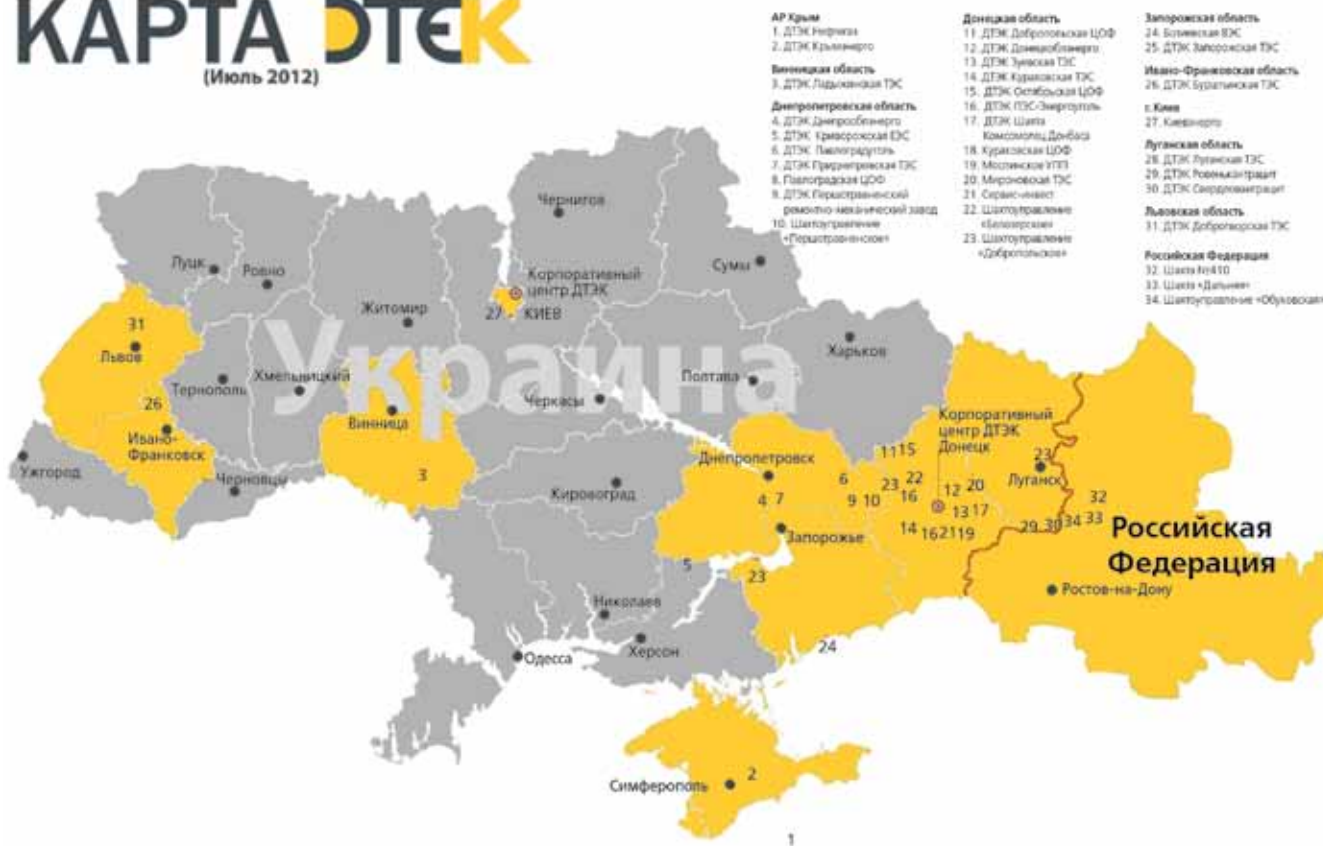 КАРТА DTEK
(Июль 2012)
АР Крым
1. ДТЭК Нефтегаз
2. ДТЭК Крымэнерго
Винницкая область
3. ДТЭК Ладыжинская ТЭС
Днепропетровская область
4. ДТЭК Днепрооблэнерго
5. ДТЭК Криворожская ТЭС
6. ДТЭК Павлоградуголь
7. ДТЭК Приднепровская ТЭС
8. Павлоградская ЦОФ
9. ДТЭК Першотравенский
ремонтно-механический завод
10. Шахтоуправление
«Першотравенское»
Донецкая область
11. ДТЭК Добропольская ЦОФ
12. ДТЭК Донецкоблэнерго
13. ДТЭК Зуевская ТЭС
14. ДТЭК Кураховская ТЭС
15. ДТЭК Октябрьская ЦОФ
16. ДТЭК ПЭС-Энергоуголь
17. ДТЭК Шахта
Комсомолец Донбасса
18. Кураховская ЦОФ
19. Моспинское УПП
20. Мироновская ТЭС
21. Сервис-инвест
22. Шахтоуправление
«Белозерское»
23. Шахтоуправление
«Добропольское»
Запорожская область
24. Ботиевская ВЭС
25. ДТЭК Запорожская ТЭС
Ивано-Франковская область
26. ДТЭК Бурштынская ТЭС
г. Киев
27. Киевэнерго
Луганская область
28. ДТЭК Луганская ТЭС
29. ДТЭК Ровенькиантрацит
30. ДТЭК Свердловантрацит
Львовская область
31. ДТЭК Добротворская ТЭС
Российская Федерация
32. Шахта №410
33. Шахта «Дальняя»
34. Шахтоуправление «Обуховская»
Чернигов
Луцк
Ровно
Сумы
Корпоративный
центр ДТЭК
27 КИЕВ
Житомир
31
Львов
Украина
Харьков
Тернополь
Хмельницкий
Полтава
26
Винница
Черкасы
Корпоративный
центр ДТЭК
Донецк
Ивано-
Франковск
11 15
23
Ужгород
Черновцы
3
Днепропетровск
6
23 22
Луганск
Кировоград
4 7
9 10
16
12 20
32
13 17
14 16 21 19
29 30 34 33
Российская
Федерация
Запорожье
5
23
Ростов-на-Дону
Николаев
Херсон
Одесса
24
Симферополь
2
1